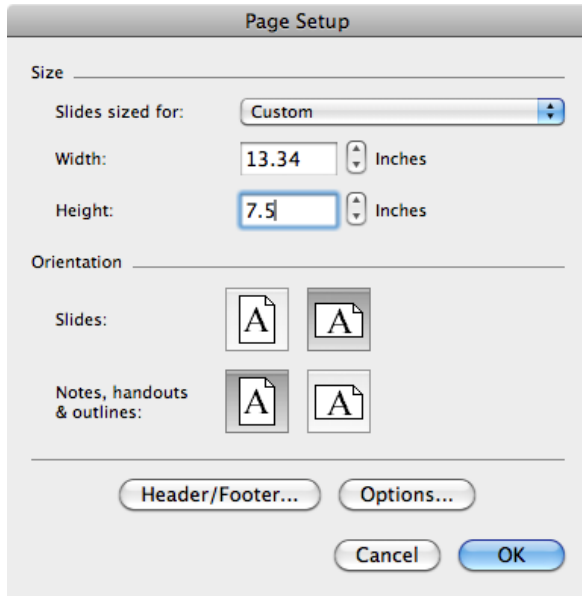 Page Setup
Size
Slides sized for: Custom
Width: 13.34 Inches
Height: 7.5 Inches
Orientation
Slides: A A
Notes, handouts
& outlines: A A
Header/Footer... Options...
Cancel OK